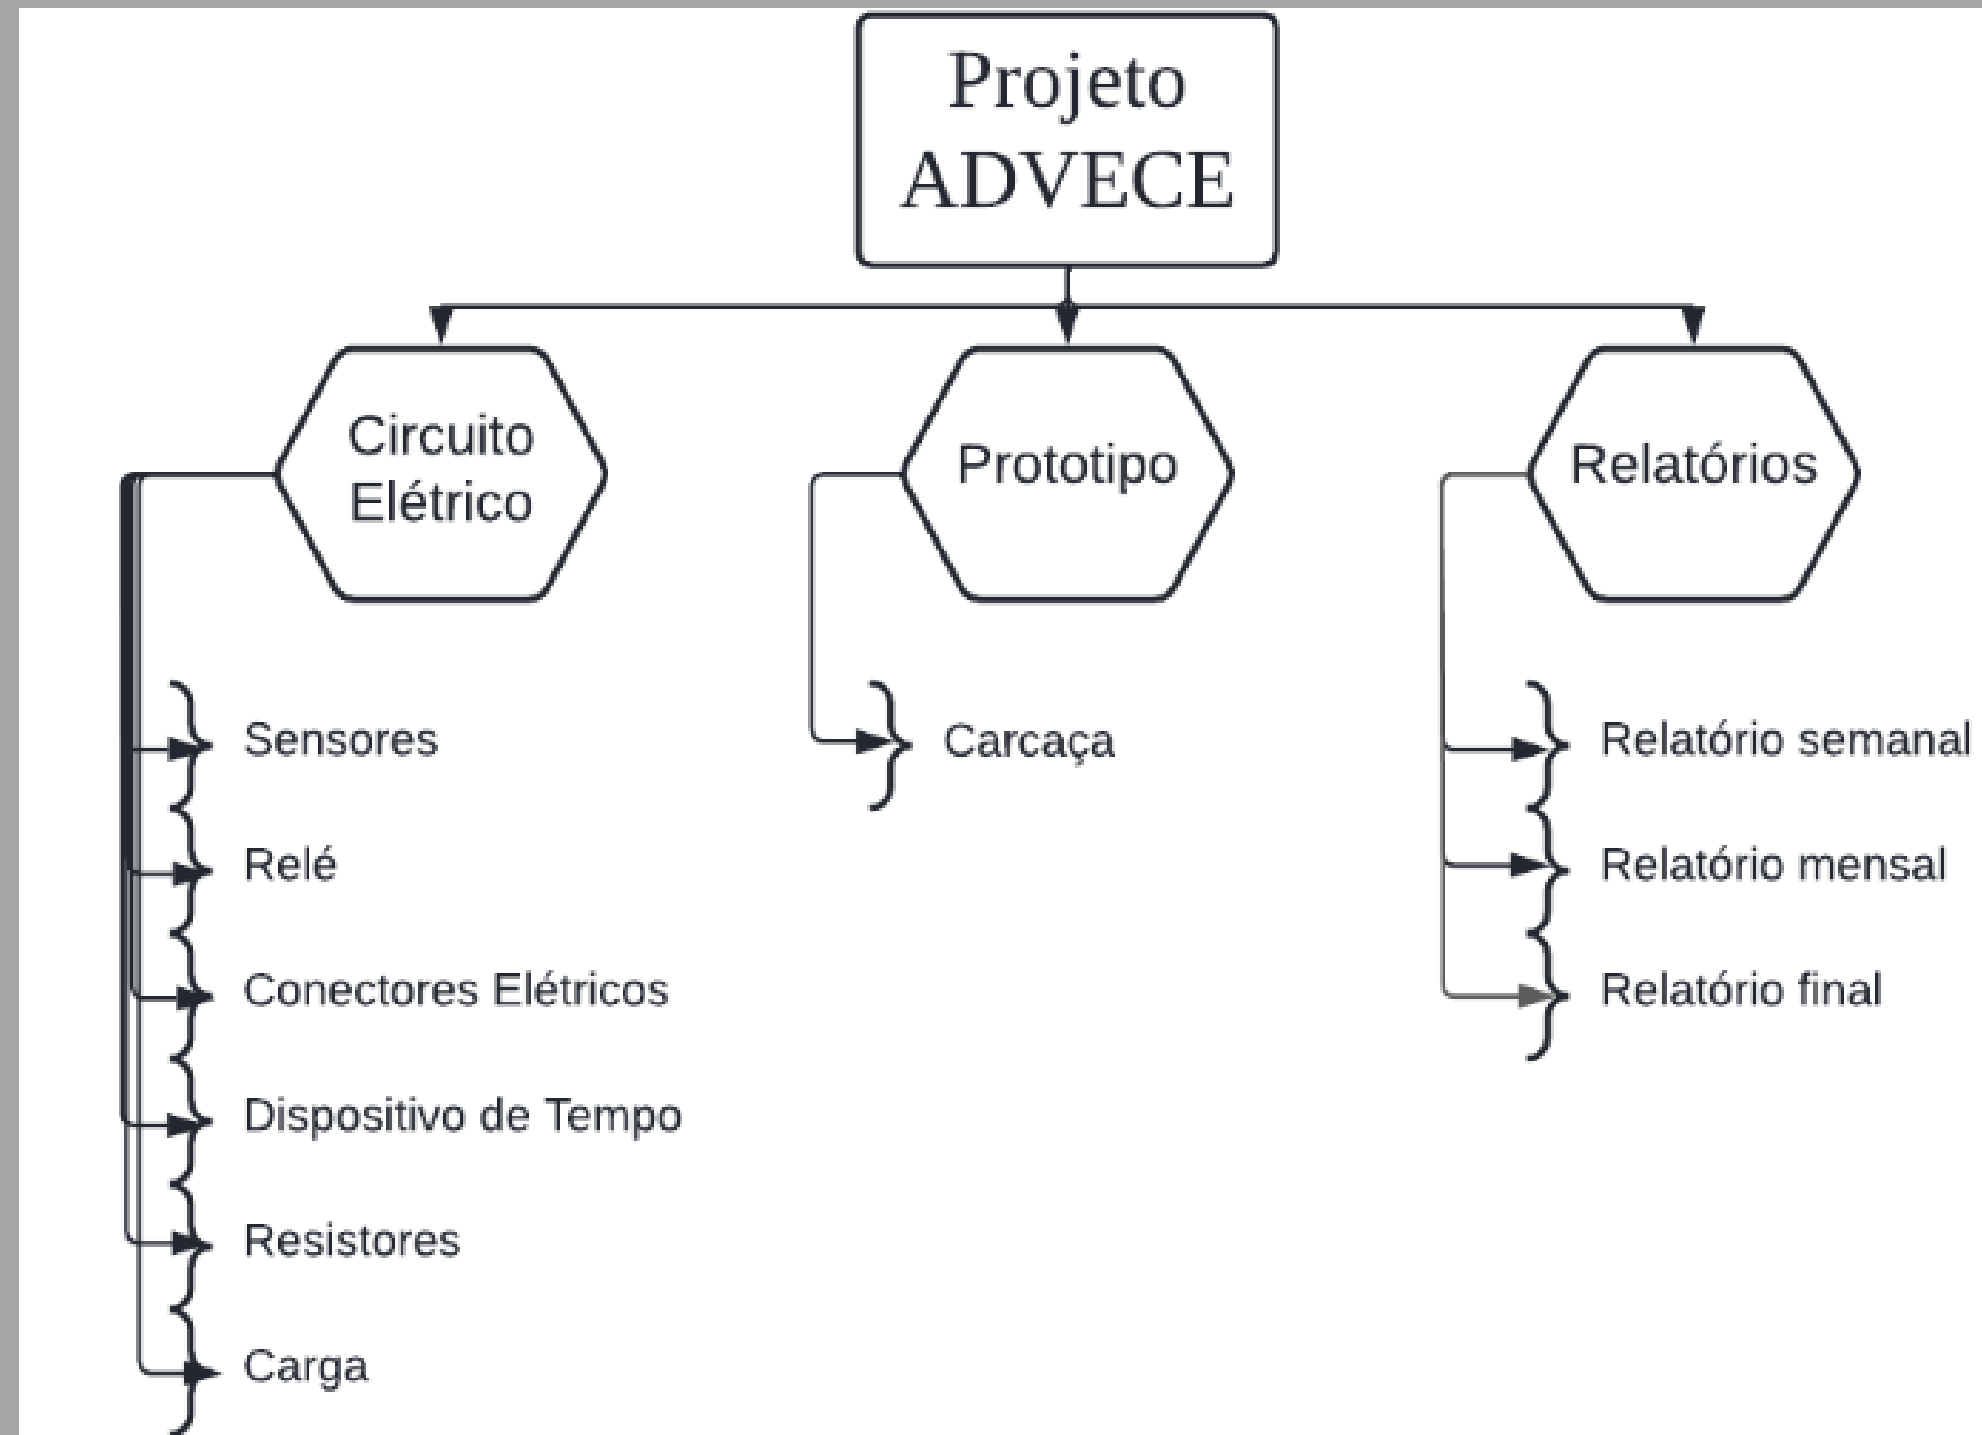 Projeto
ADVECE
Circuito
Elétrico
Prototipo
Relatórios
Sensores
Relé
Conectores Elétricos
Dispositivo de Tempo
Resistores
Carga
Carcaça
Relatório semanal
Relatório mensal
Relatório final